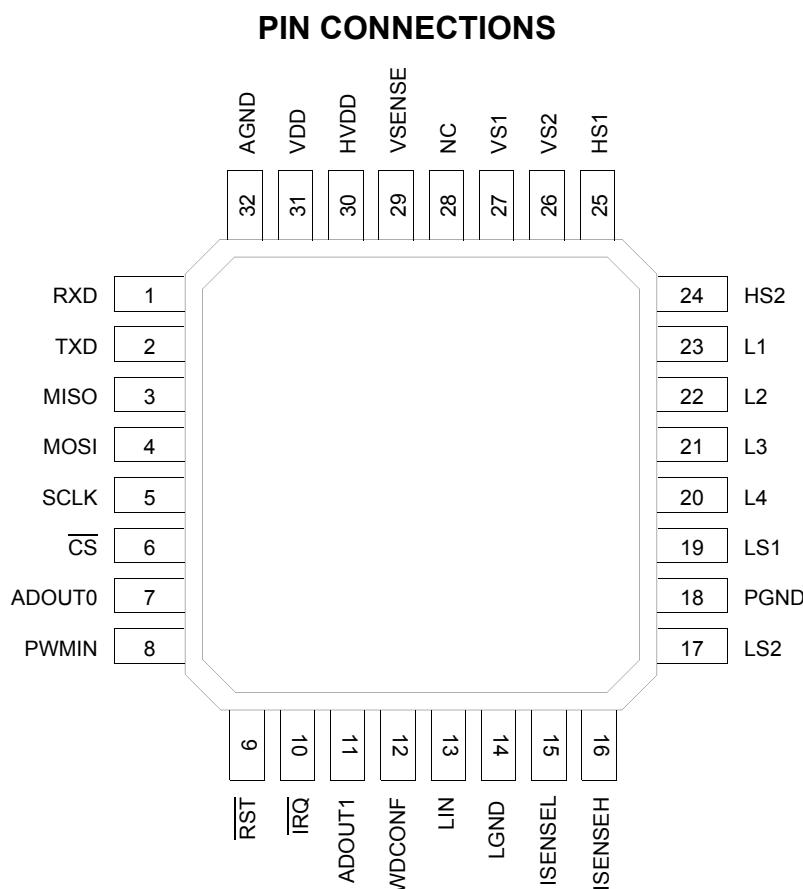 PIN CONNECTIONS
AGND
VDD
HVDD
VSENSE
NC
VS1
VS2
HS1
32
31
30
29
28
27
26
25
RXD 1
TXD 2
MISO 3
MOSI 4
SCLK 5
CS 6
ADOUT0 7
PWMIN 8
24 HS2
23 L1
22 L2
21 L3
20 L4
19 LS1
18 PGND
17 LS2
9
10
11
12
13
14
15
16
RST
IRQ
ADOUT1
WDCONF
LIN
LGND
ISENSEL
ISENSEH